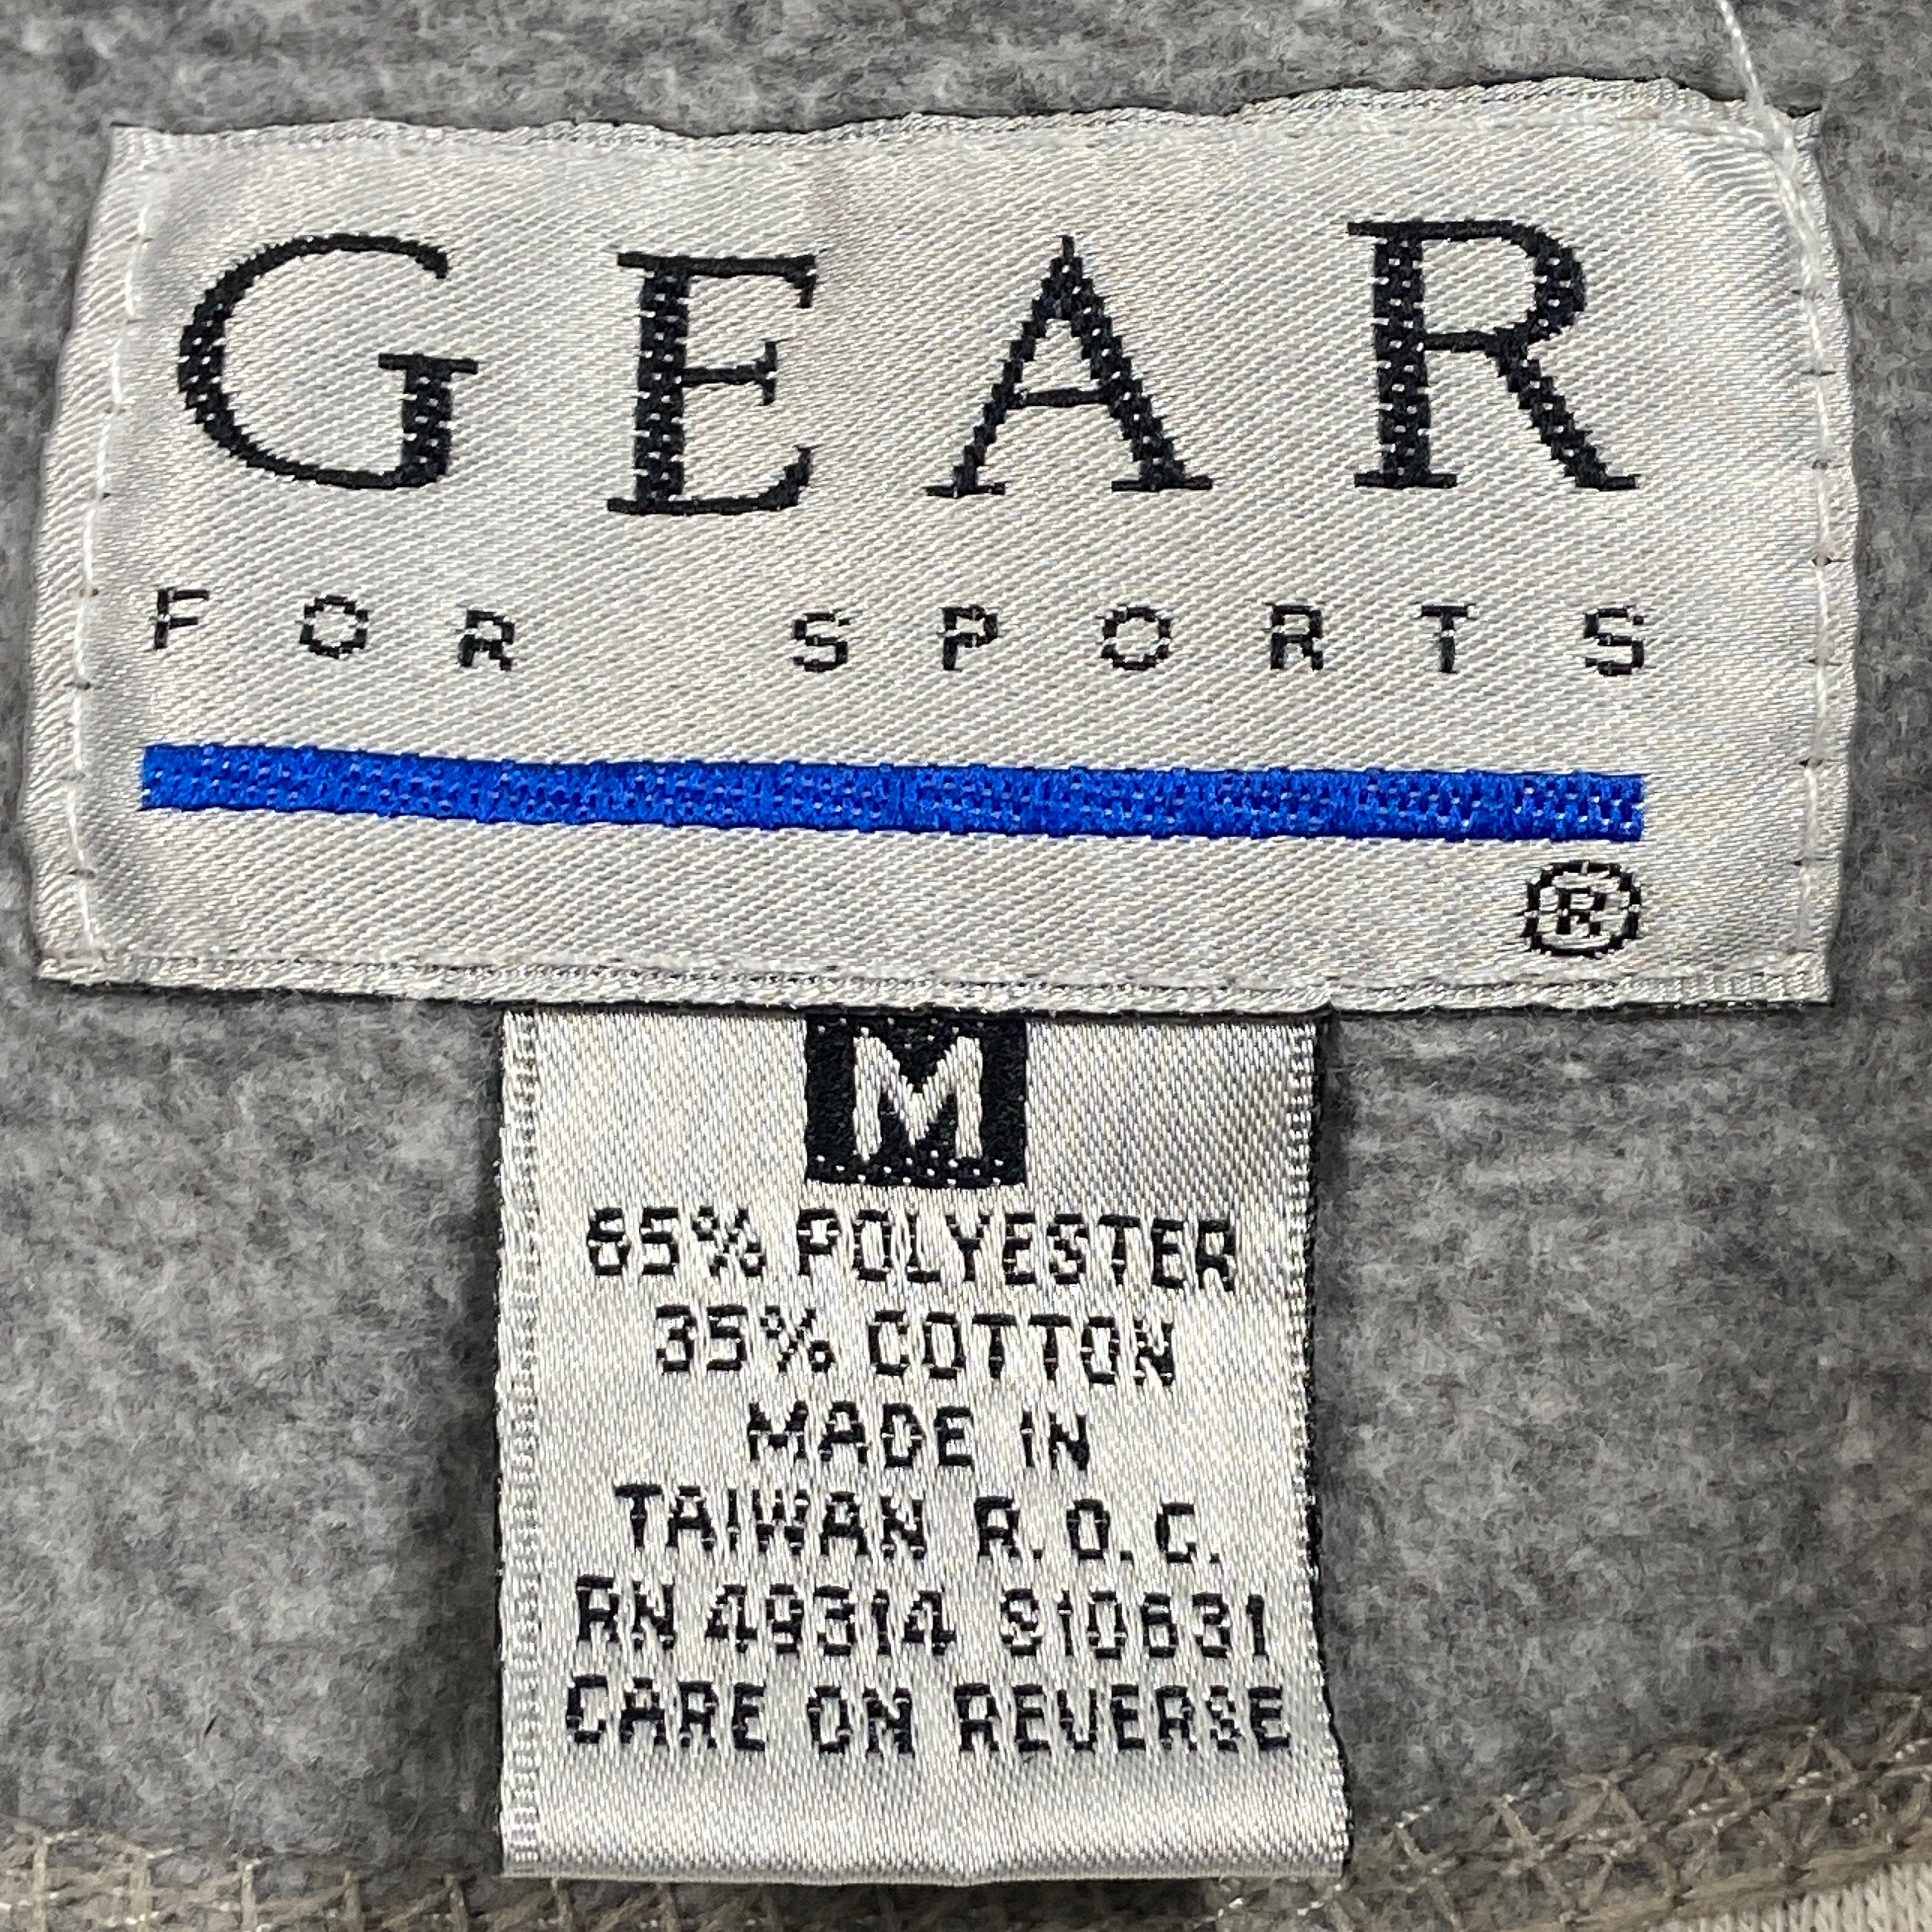 GEAR
FOR SPORTS
®
M
65% POLYESTER
35% COTTON
MADE IN
TAIWAN R.O.C.
RN 49314 S10631
CARE ON REVERSE